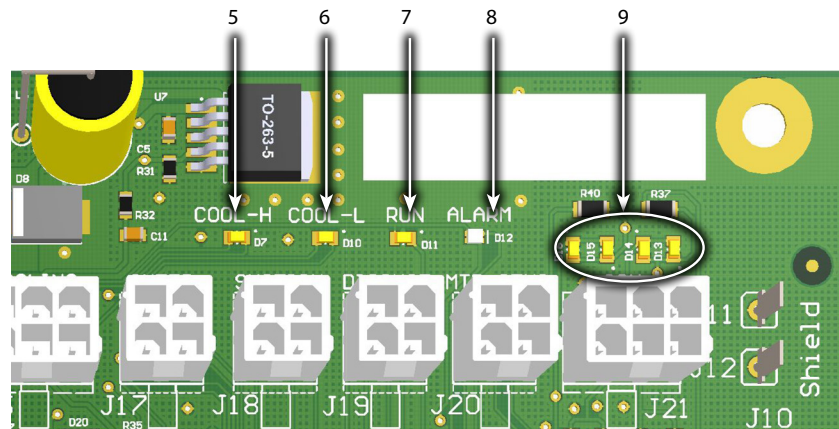 5 6 7 8 9
U7
TO-263-5
C5
R31
D8
R32
C11
R40 R37
COOL-H COOL-L RUN ALARM
D7 D10 D11 D12 D15 D14 D13
J12
Shield
J17 J18 J19 J20 J21 J10
D20 R35